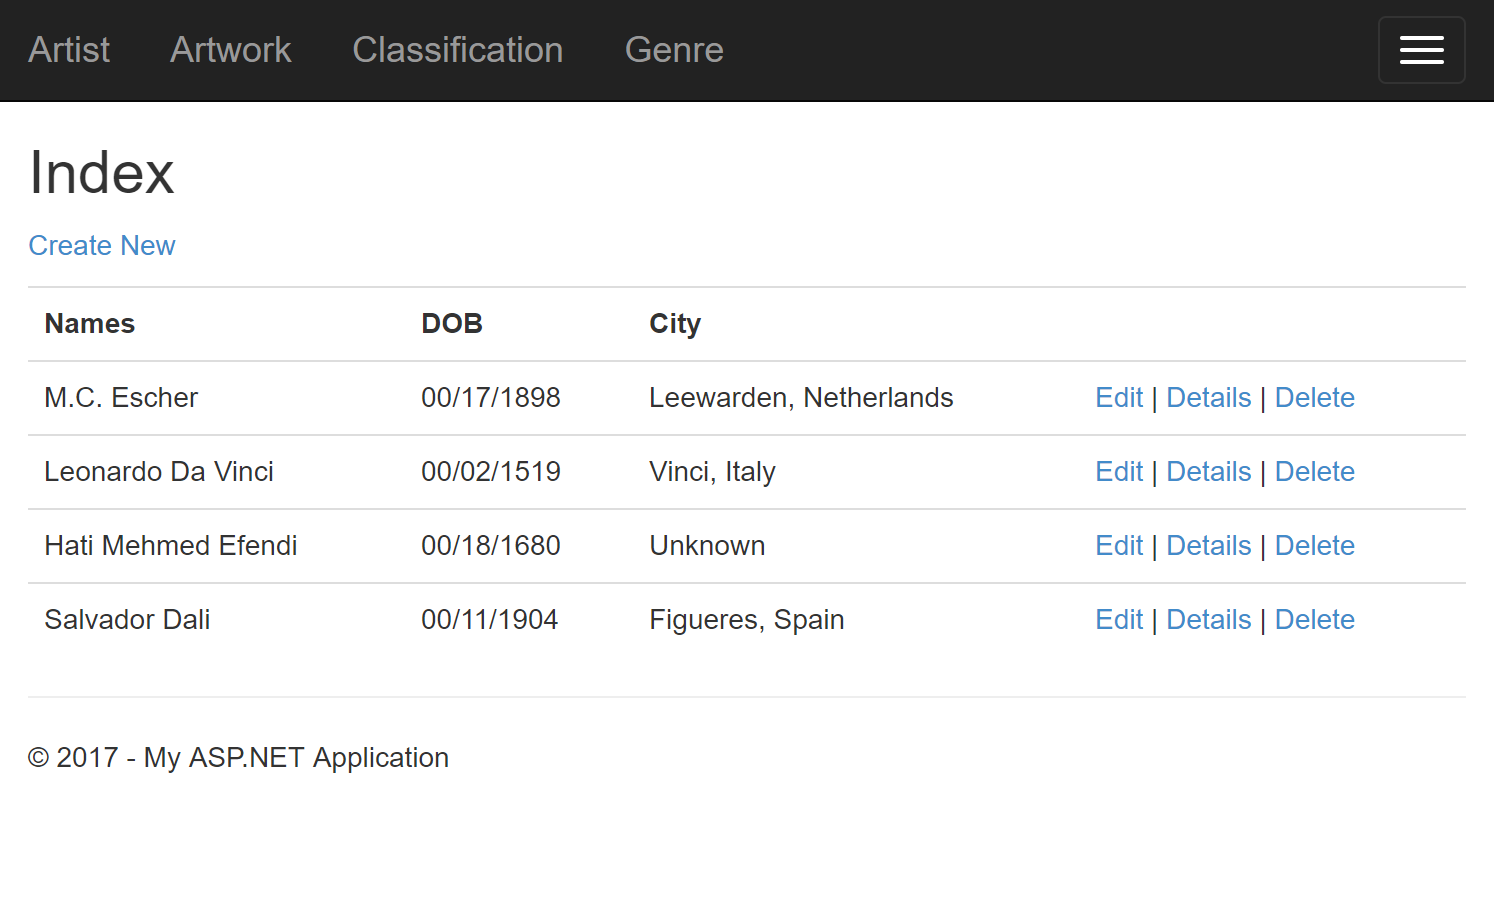 Artist Artwork Classification Genre
Index
Create New
Names DOB City
M.C. Escher 00/17/1898 Leewarden, Netherlands Edit | Details | Delete
Leonardo Da Vinci 00/02/1519 Vinci, Italy Edit | Details | Delete
Hati Mehmed Efendi 00/18/1680 Unknown Edit | Details | Delete
Salvador Dali 00/11/1904 Figueres, Spain Edit | Details | Delete
© 2017 - My ASP.NET Application